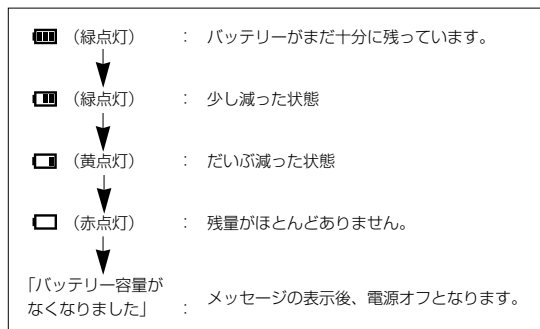 （緑点灯） ： バッテリーがまだ十分に残っています。
（緑点灯） ： 少し減った状態
（黄点灯） ： だいぶ減った状態
（赤点灯） ： 残量がほとんどありません。
「バッテリー容量が
なくなりました」 ： メッセージの表示後、電源オフとなります。